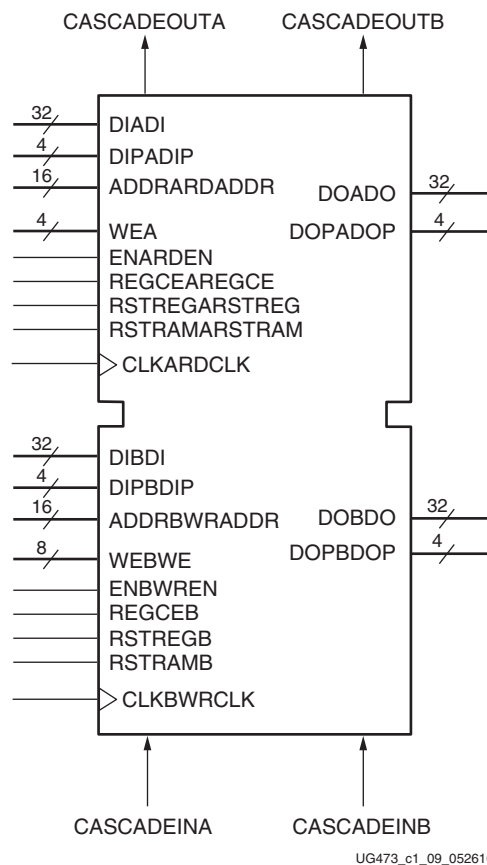 CASCADEOUTA CASCADEOUTB
32 DIADI
4 DIPADIP
16 ADDRARDADDR
DOADO 32
4 WEA
DOPADOP 4
ENARDEN
REGCEAREGCE
RSTREGARSTREG
RSTRAMARSTRAM
CLKARDCLK
32 DIBDI
4 DIPBDIP
16 ADDRBWRADDR
DOBDO 32
8 WEBWE
DOPBDOP 4
ENBWREN
REGCEB
RSTREGB
RSTRAMB
CLKBWRCLK
CASCADEINA CASCADEINB
UG473_c1_09_05261